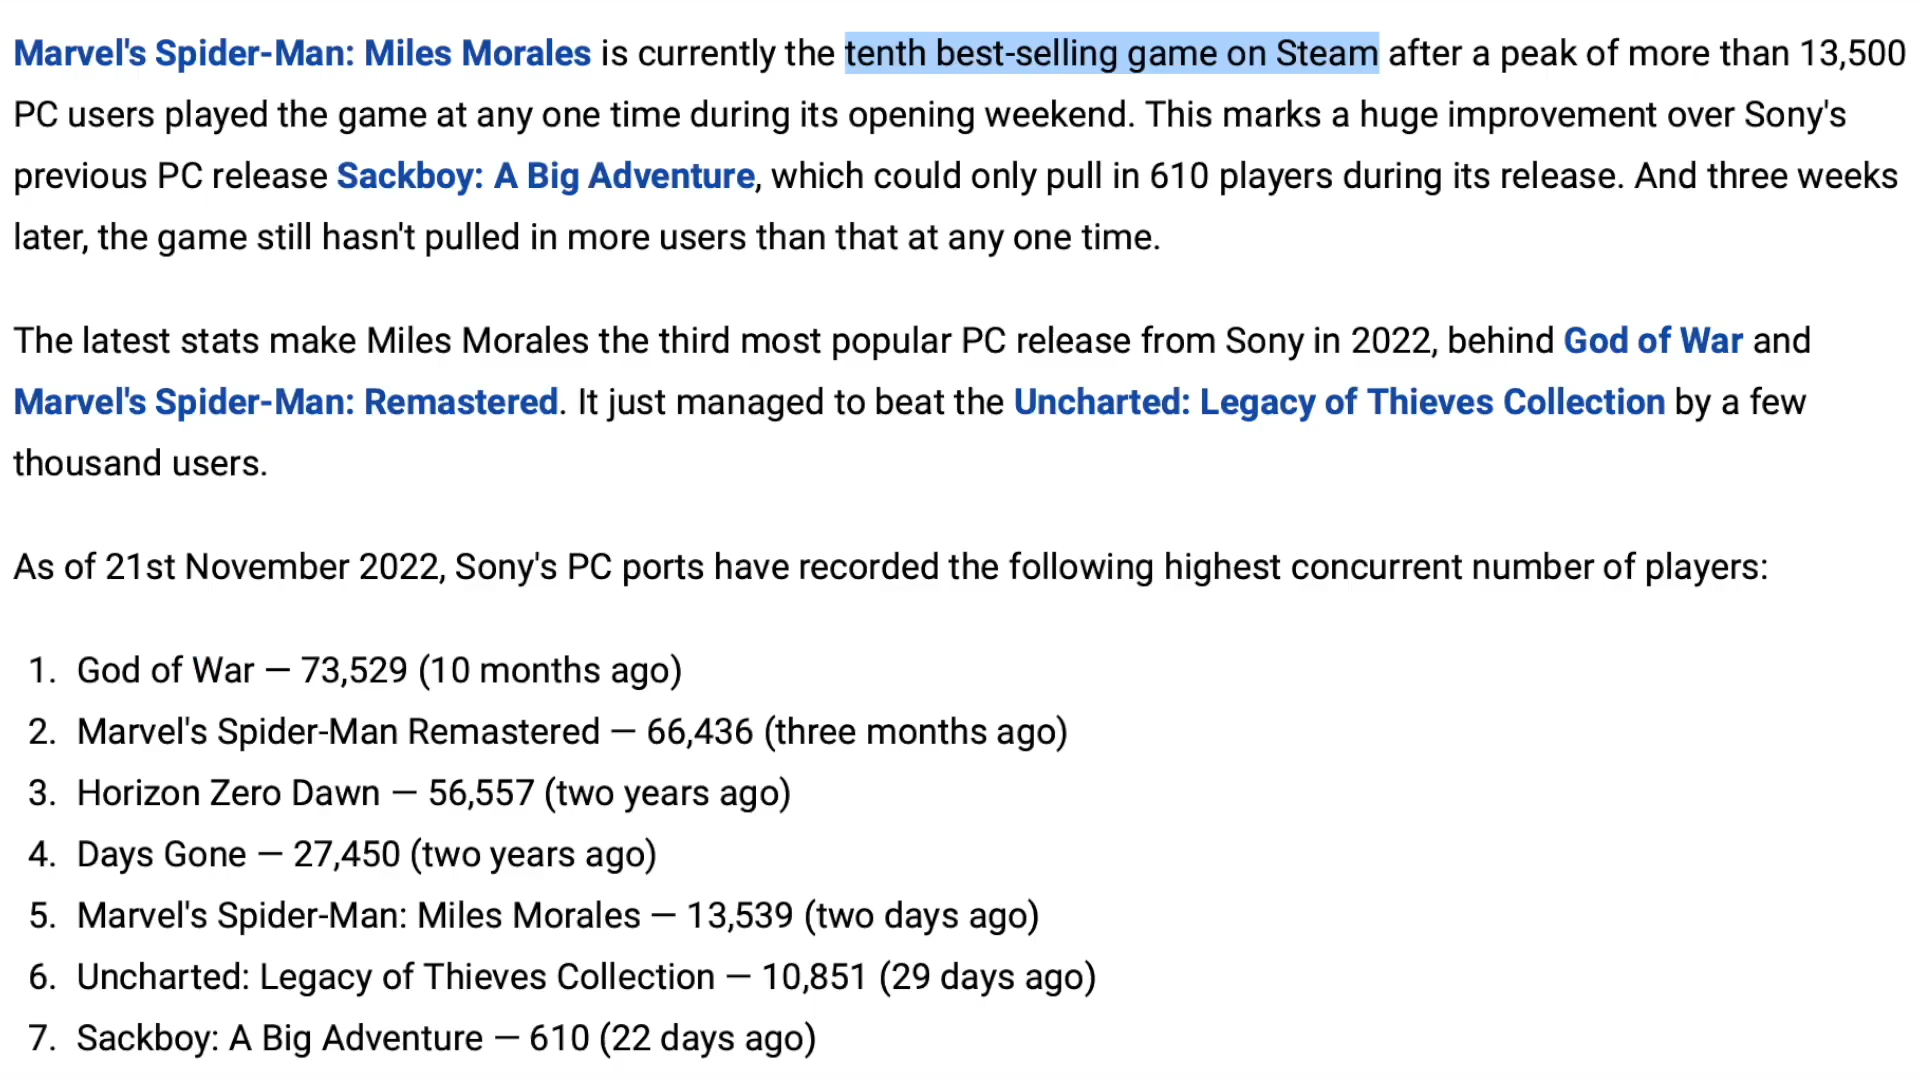 Marvel's Spider-Man: Miles Morales is currently the tenth best-selling game on Steam after a peak of more than 13,500
PC users played the game at any one time during its opening weekend. This marks a huge improvement over Sony's
previous PC release Sackboy: A Big Adventure, which could only pull in 610 players during its release. And three weeks
later, the game still hasn't pulled in more users than that at any one time.
The latest stats make Miles Morales the third most popular PC release from Sony in 2022, behind God of War and
Marvel's Spider-Man: Remastered. It just managed to beat the Uncharted: Legacy of Thieves Collection by a few
thousand users.
As of 21st November 2022, Sony's PC ports have recorded the following highest concurrent number of players:
1. God of War — 73,529 (10 months ago)
2. Marvel's Spider-Man Remastered — 66,436 (three months ago)
3. Horizon Zero Dawn — 56,557 (two years ago)
4. Days Gone — 27,450 (two years ago)
5. Marvel's Spider-Man: Miles Morales — 13,539 (two days ago)
6. Uncharted: Legacy of Thieves Collection — 10,851 (29 days ago)
7. Sackboy: A Big Adventure — 610 (22 days ago)